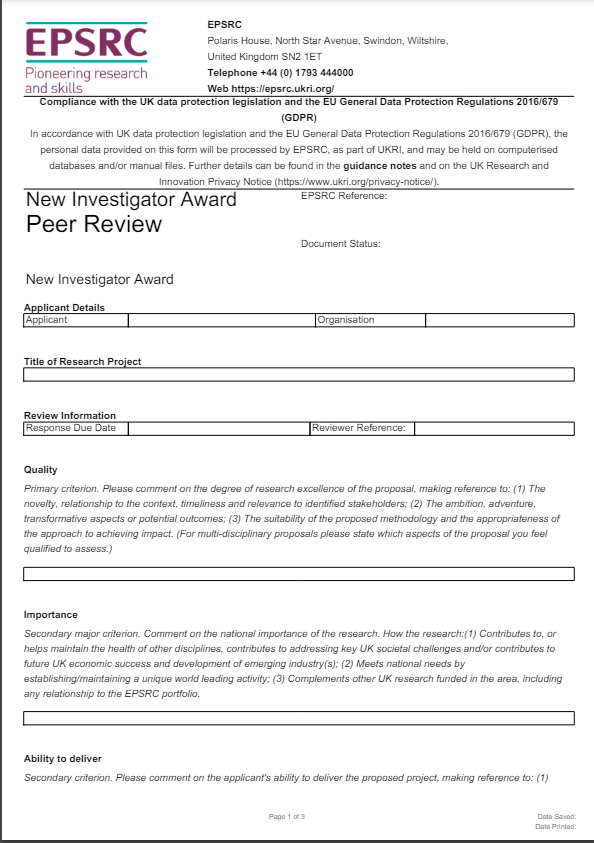 EPSRC
Pioneering research
and skills
EPSRC
Polaris House, North Star Avenue, Swindon, Wiltshire,
United Kingdom SN2 1ET
Telephone +44 (0) 1793 444000
Web https://epsrc.ukri.org/
Compliance with the UK data protection legislation and the EU General Data Protection Regulations 2016/679
(GDPR)
In accordance with UK data protection legislation and the EU General Data Protection Regulations 2016/679 (GDPR), the
personal data provided on this form will be processed by EPSRC, as part of UKRI, and may be held on computerised
databases and/or manual files. Further details can be found in the guidance notes and on the UK Research and
Innovation Privacy Notice (https://www.ukri.org/privacy-notice/).
New Investigator Award
Peer Review
EPSRC Reference:
Document Status:
New Investigator Award
Applicant Details
Applicant
Organisation
Title of Research Project
Review Information
Response Due Date
Reviewer Reference:
Quality
Primary criterion. Please comment on the degree of research excellence of the proposal, making reference to: (1) The
novelty, relationship to the context, timeliness and relevance to identified stakeholders; (2) The ambition, adventure,
transformative aspects or potential outcomes; (3) The suitability of the proposed methodology and the appropriateness of
the approach to achieving impact. (For multi-disciplinary proposals please state which aspects of the proposal you feel
qualified to assess.)
Importance
Secondary major criterion. Comment on the national importance of the research. How the research:(1) Contributes to, or
helps maintain the health of other disciplines, contributes to addressing key UK societal challenges and/or contributes to
future UK economic success and development of emerging industry(s); (2) Meets national needs by
establishing/maintaining a unique world leading activity; (3) Complements other UK research funded in the area, including
any relationship to the EPSRC portfolio.
Ability to deliver
Secondary criterion. Please comment on the applicant's ability to deliver the proposed project, making reference to: (1)
Page 1 of 3
Date Saved:
Date Printed: